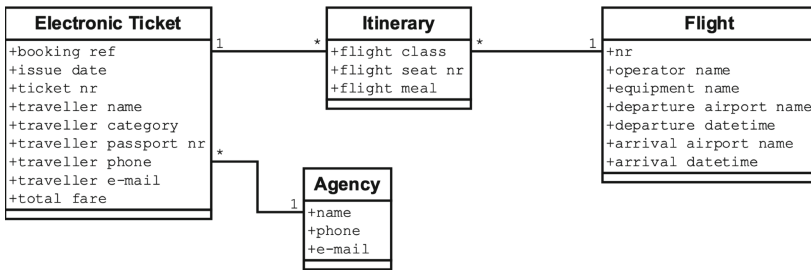 Electronic Ticket
+booking ref
+issue date
+ticket nr
+traveller name
+traveller category
+traveller passport nr
+traveller phone
+traveller e-mail
+total fare
1
*
Itinerary
+flight class
+flight seat nr
+flight meal
*
1
Flight
+nr
+operator name
+equipment name
+departure airport name
+departure datetime
+arrival airport name
+arrival datetime
*
1
Agency
+name
+phone
+e-mail